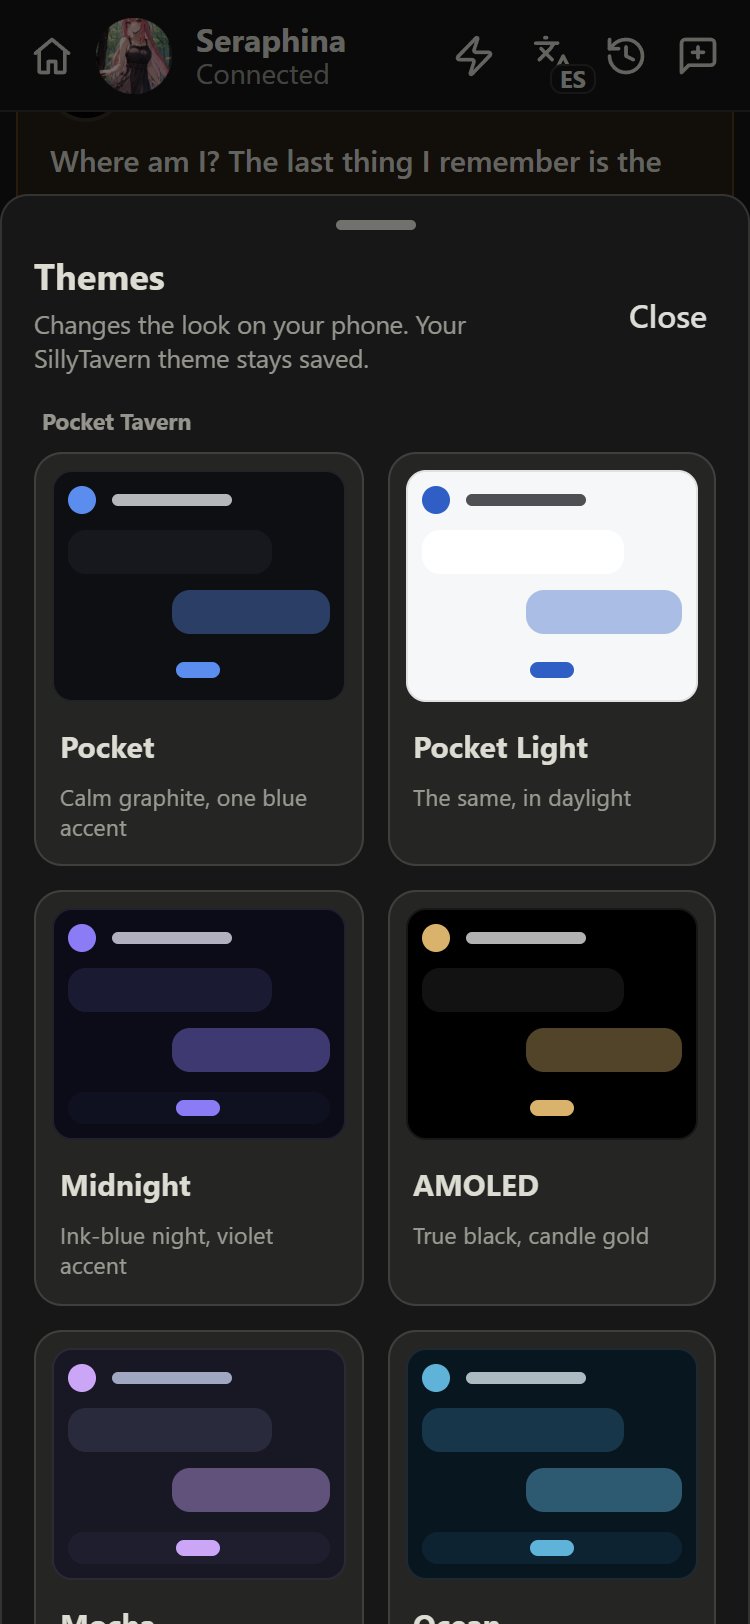 Seraphina
Connected
ES
Where am I? The last thing I remember is the
Themes
Changes the look on your phone. Your
SillyTavern theme stays saved.
Close
Pocket Tavern
Pocket
Calm graphite, one blue
accent
Pocket Light
The same, in daylight
Midnight
Ink-blue night, violet
accent
AMOLED
True black, candle gold
Mocha
Ocean